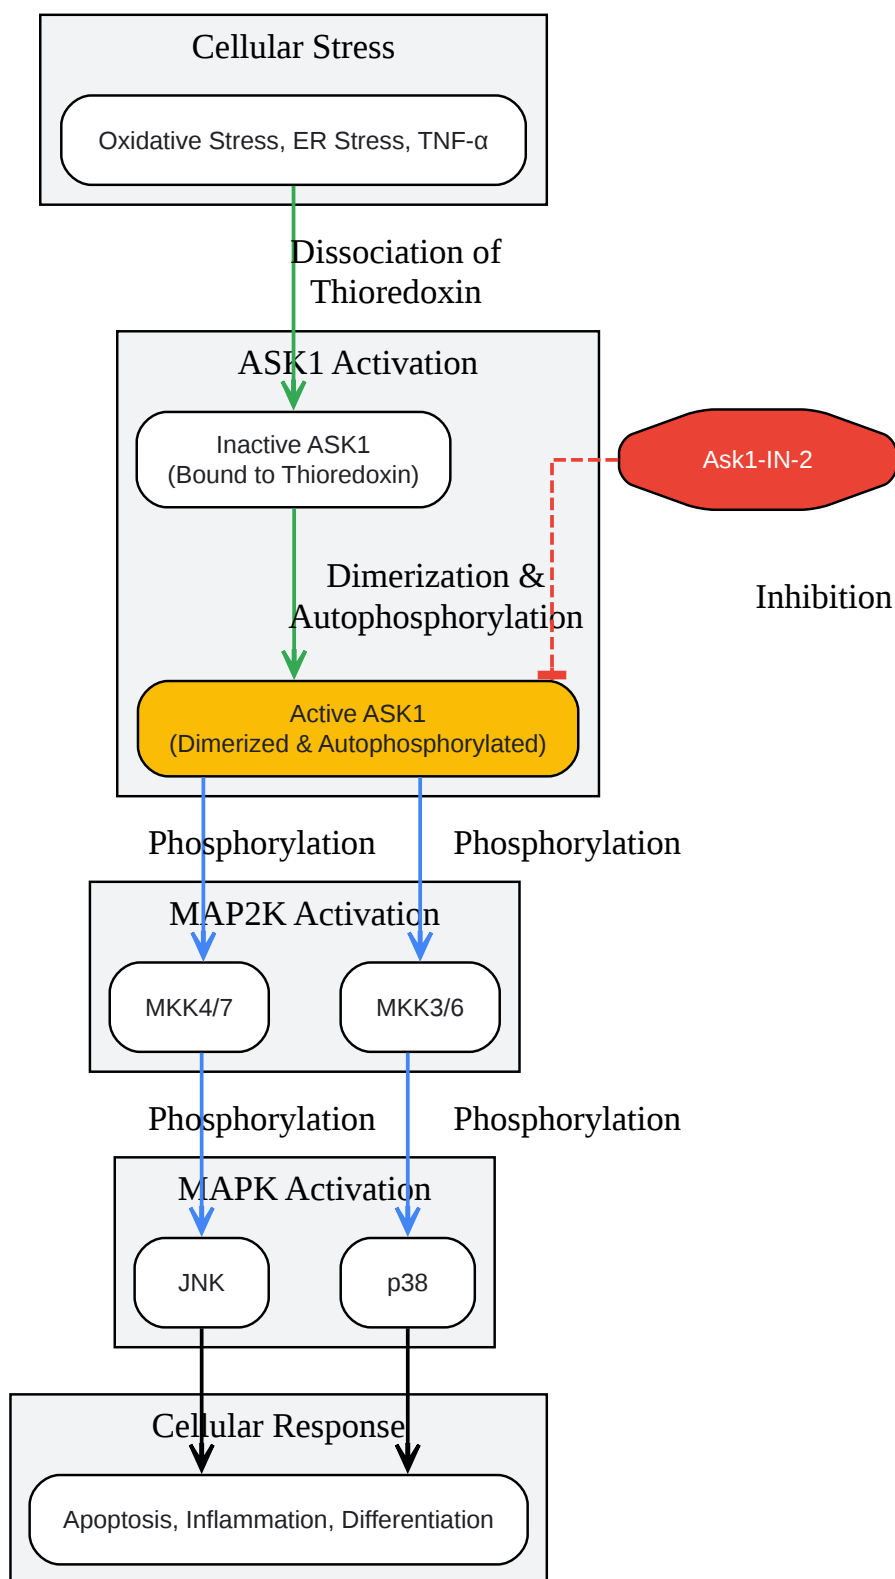 Cellular Stress
Oxidative Stress, ER Stress, TNF-α
Dissociation of
Thioredoxin
ASK1 Activation
Inactive ASK1
(Bound to Thioredoxin)
Ask1-IN-2
Dimerization &
Autophosphorylation
Inhibition
Active ASK1
(Dimerized & Autophosphorylated)
Phosphorylation
Phosphorylation
MAP2K Activation
MKK4/7
MKK3/6
Phosphorylation
Phosphorylation
MAPK Activation
JNK
p38
Cellular Response
Apoptosis, Inflammation, Differentiation